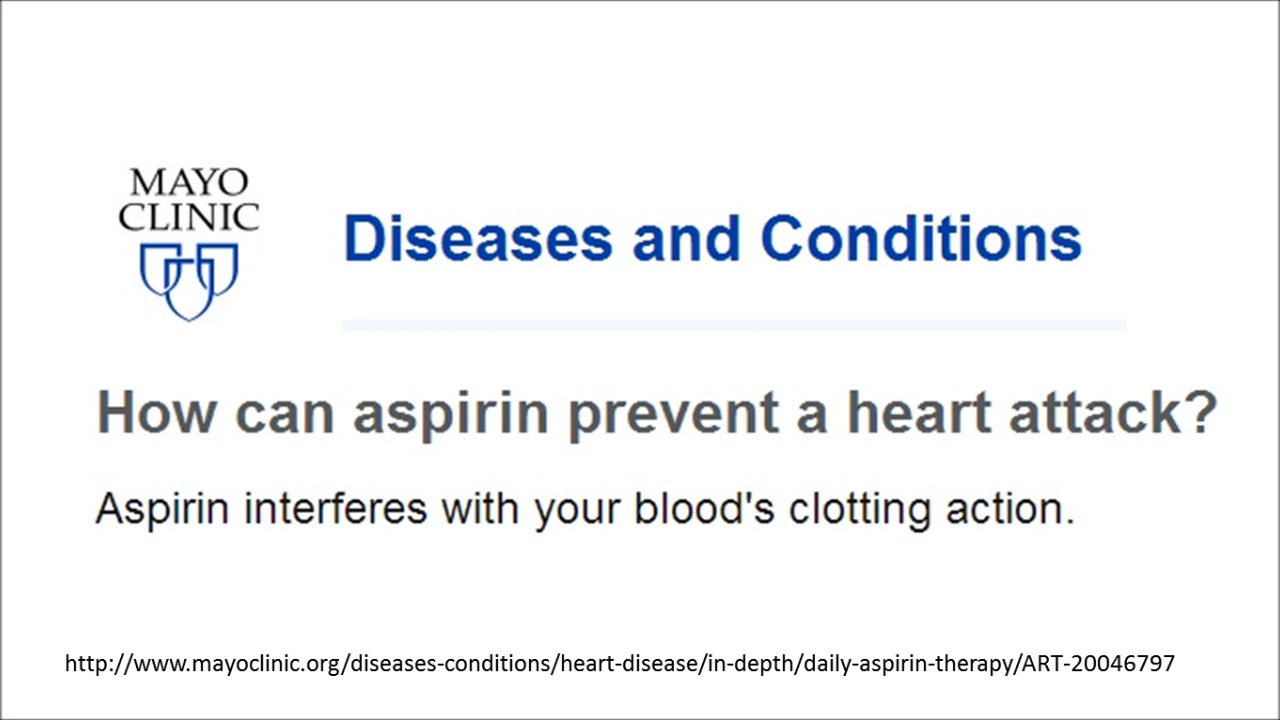 MAYO
CLINIC
Diseases and Conditions
How can aspirin prevent a heart attack?
Aspirin interferes with your blood's clotting action.
http://www.mayoclinic.org/diseases-conditions/heart-disease/in-depth/daily-aspirin-therapy/ART-20046797